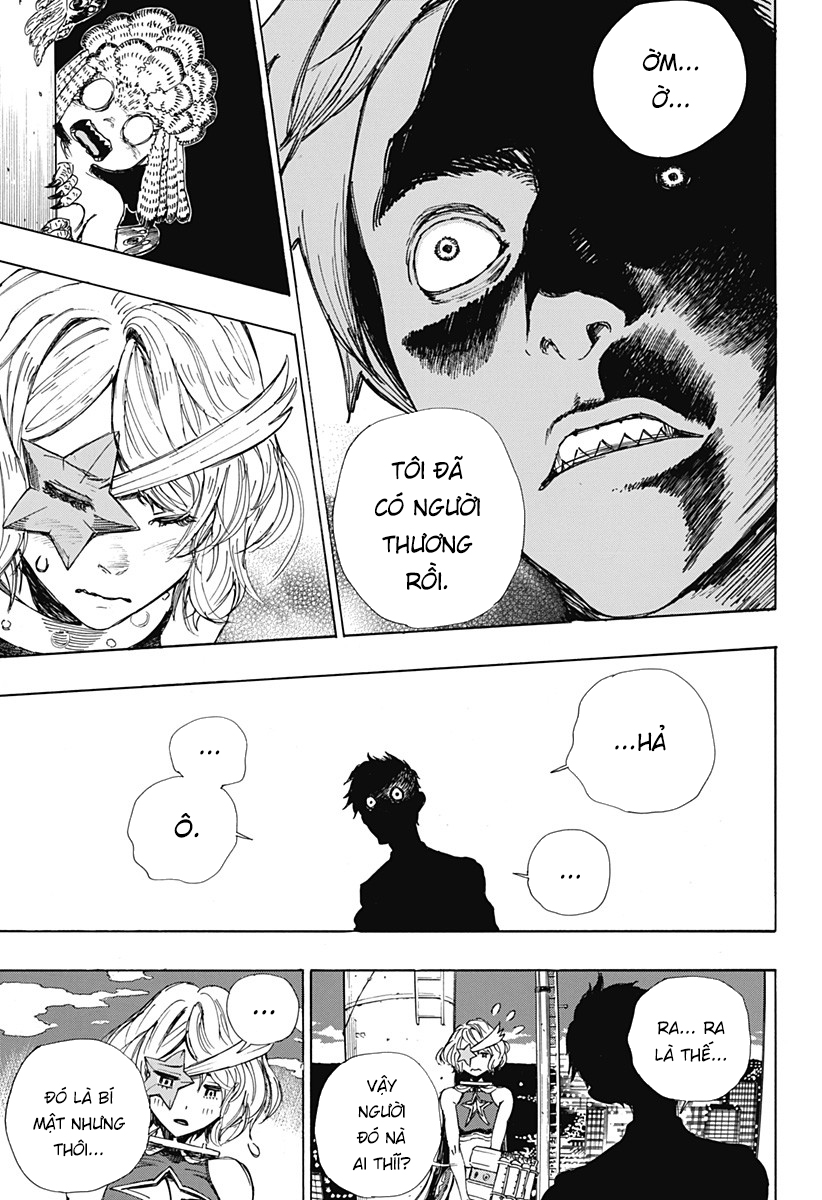 ỜM...
Ờ...
TÔI ĐÃ
CÓ NGƯỜI
THƯƠNG
RỒI.
...HẢ
...
...
Ô.
RA... RA
LÀ THẾ...
VẬY
NGƯỜI
ĐÓ NÀ
AI THĨĨ?
...
ĐÓ LÀ BÍ
MẬT NHƯNG
THÔI...